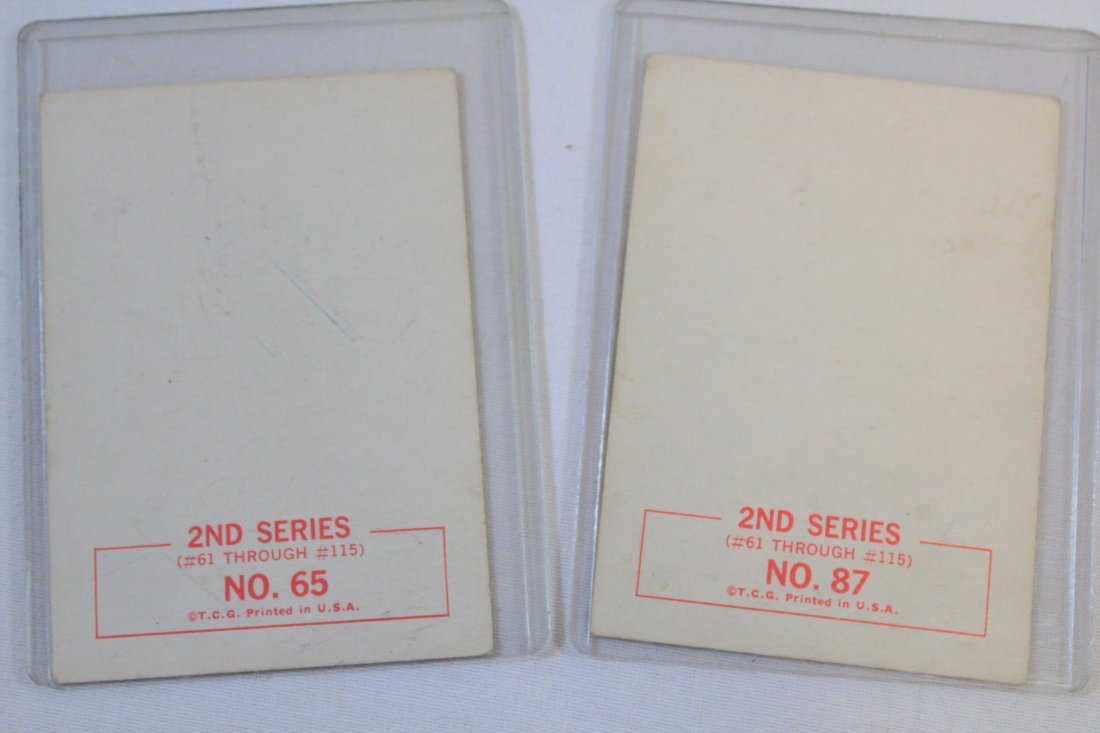 2ND SERIES
(#61 THROUGH #115)
NO. 65
©T.C.G. Printed in U.S.A.
2ND SERIES
(#61 THROUGH #115)
NO. 87
©T.C.G. Printed in U.S.A.